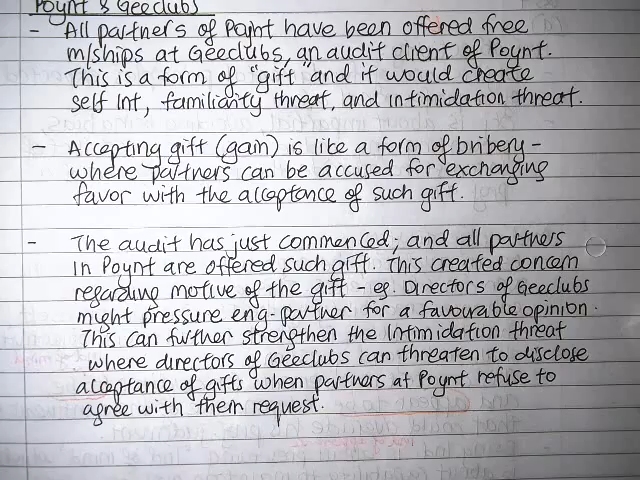 Poynt & Geeclubs
- All partners of Poynt have been offered free
m/ships at Geeclubs, an audit client of Poynt.
This is a form of "gift" and it would create
self Int, familiarity threat, and intimidation threat.
- Accepting gift (gain) is like a form of bribery -
where partners can be accused for exchanging
favor with the acceptance of such gift.
- The audit has just commenced; and all partners
in Poynt are offered such gift. This created concern
regarding motive of the gift - eg. Directors of Geeclubs
might pressure eng-partner for a favourable opinion.
This can further strengthen the Intimidation threat
where directors of Geeclubs can threaten to disclose
acceptance of gifts when partners at Poynt refuse to
agree with them request.